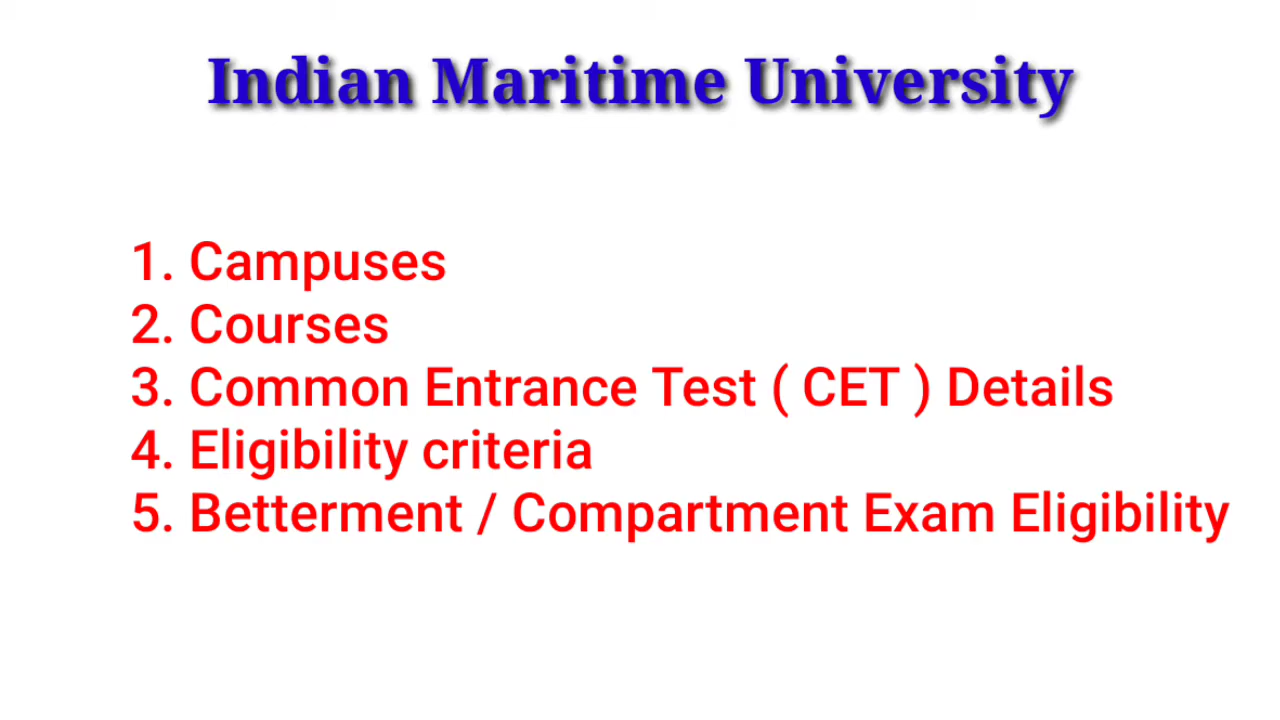 Indian Maritime University
1. Campuses
2. Courses
3. Common Entrance Test ( CET ) Details
4. Eligibility criteria
5. Betterment / Compartment Exam Eligibility